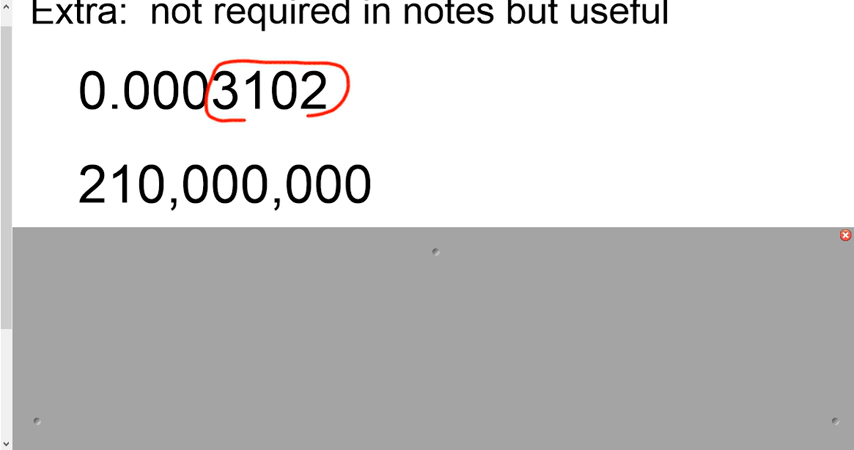 Extra: not required in notes but useful
0.0003102
210,000,000